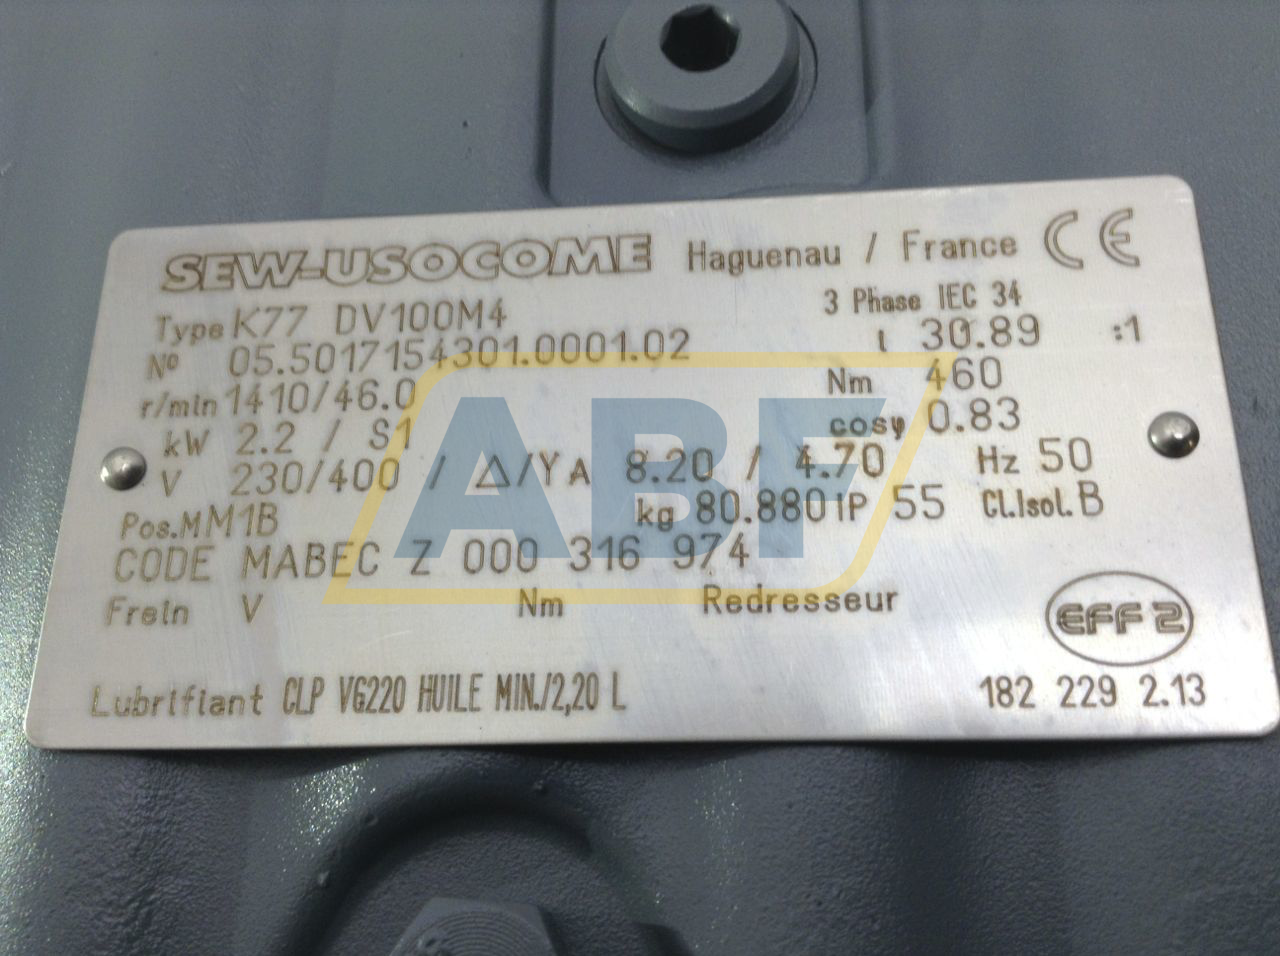 SEW-USOCOME Haguenau / France CE
Type K77 DV100M4 3 Phase IEC 34
Nº 05.5017154301.0001.02 i 30.89 :1
r/min 1410/46.0 Nm 460
kW 2.2 / S1 cosφ 0.83
V 230/400 / Δ/Y A 8.20 / 4.70 Hz 50
Pos.M M1B kg 80.880 IP 55 Cl.Isol. B
CODE MABEC Z 000 316 974
Frein V Nm Redresseur
EFF 2
Lubrifiant CLP VG220 HUILE MIN./2,20 L 182 229 2.13
ABF